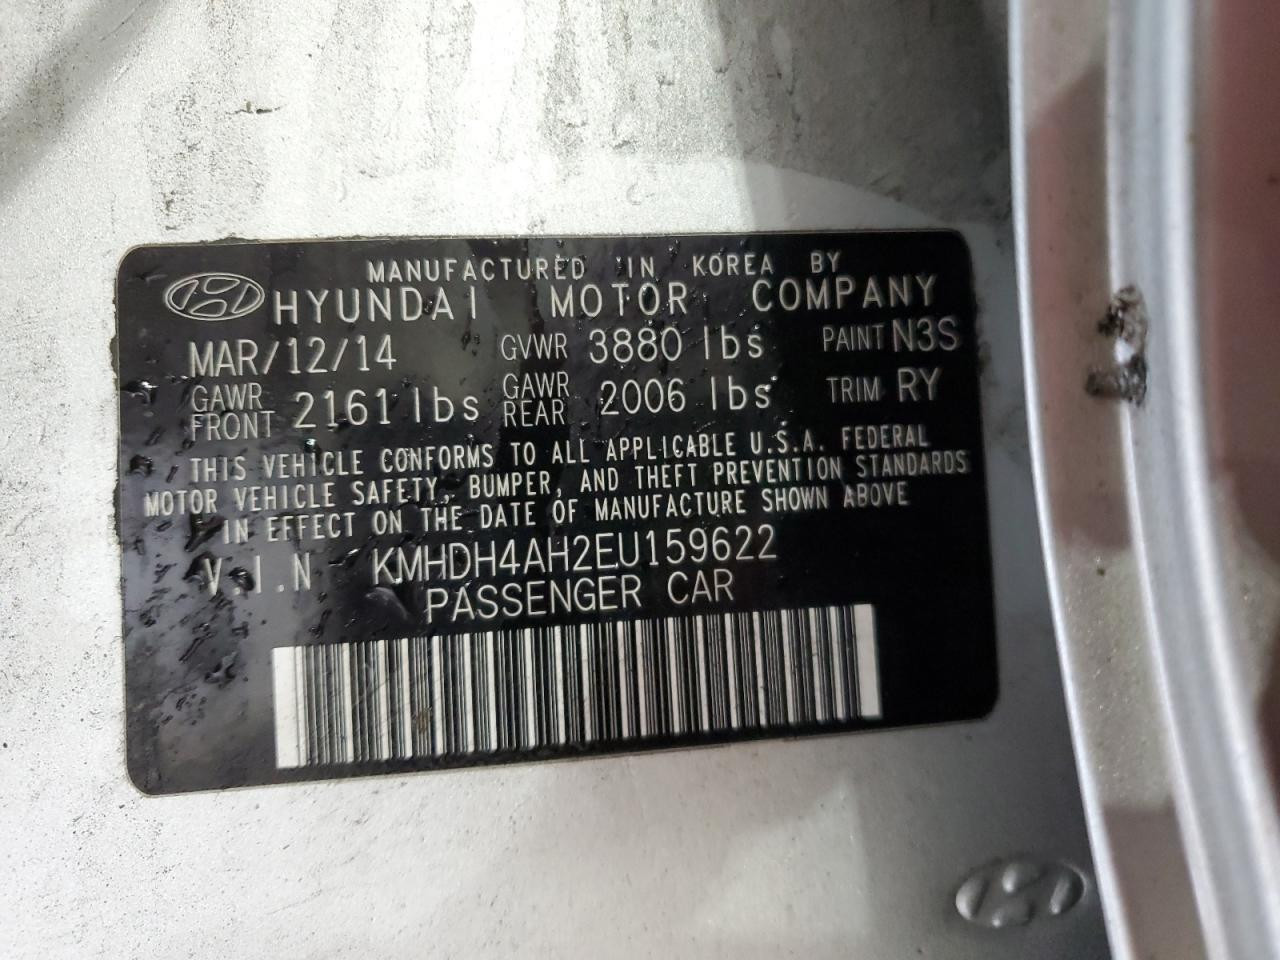 MANUFACTURED IN KOREA BY
HYUNDAI MOTOR COMPANY
MAR/12/14 GVWR 3880 lbs PAINT N3S
GAWR FRONT 2161 lbs GAWR REAR 2006 lbs TRIM RY
THIS VEHICLE CONFORMS TO ALL APPLICABLE U.S.A. FEDERAL
MOTOR VEHICLE SAFETY, BUMPER, AND THEFT PREVENTION STANDARDS
IN EFFECT ON THE DATE OF MANUFACTURE SHOWN ABOVE
V.I.N KMHDH4AH2EU159622
PASSENGER CAR